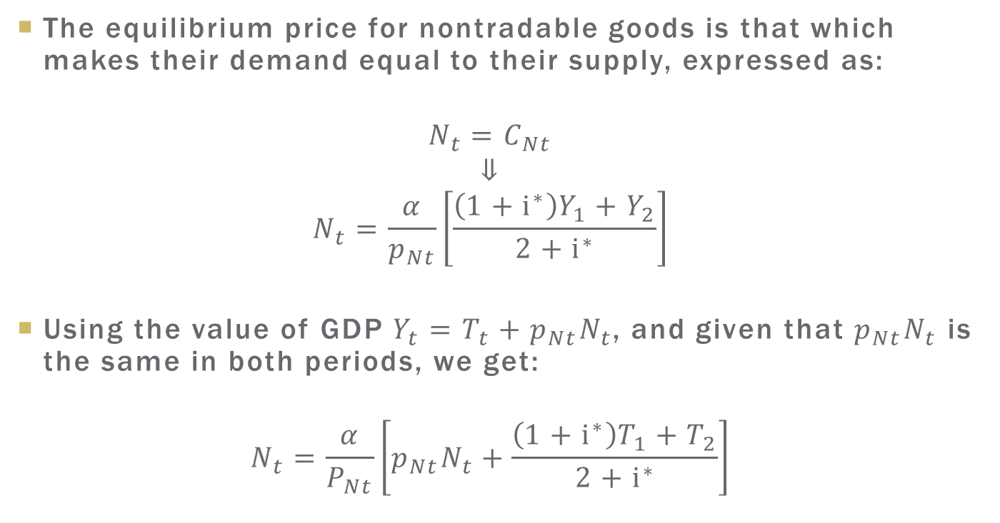 ▪ The equilibrium price for nontradable goods is that which
makes their demand equal to their supply, expressed as:
$N_t = C_{Nt}$
⇓
$N_t = \frac{\alpha}{p_{Nt}} \left[ \frac{(1 + \mathrm{i}^*)Y_1 + Y_2}{2 + \mathrm{i}^*} \right]$
▪ Using the value of GDP $Y_t = T_t + p_{Nt} N_t$, and given that $p_{Nt} N_t$ is
the same in both periods, we get:
$N_t = \frac{\alpha}{P_{Nt}} \left[ p_{Nt} N_t + \frac{(1 + \mathrm{i}^*)T_1 + T_2}{2 + \mathrm{i}^*} \right]$